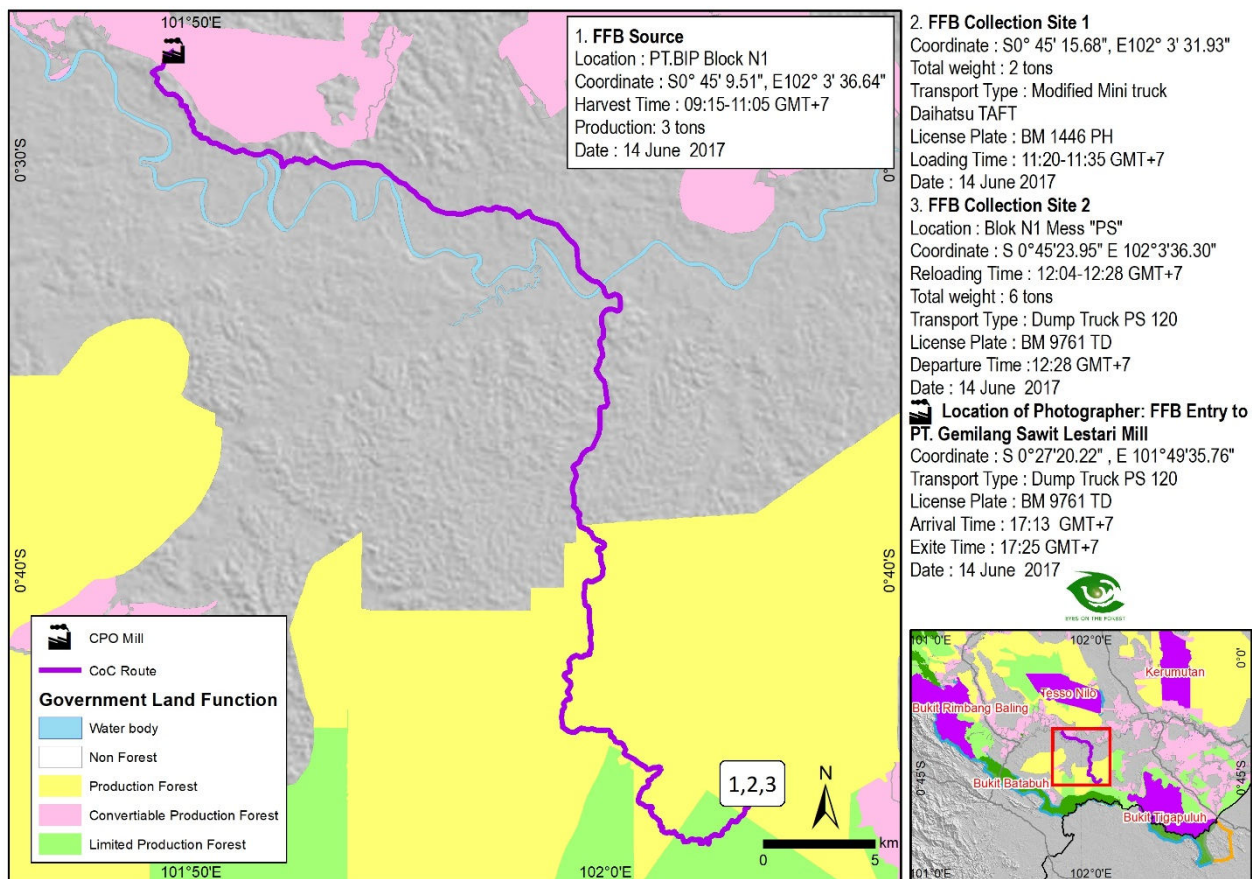 101°50'E
1. FFB Source
Location : PT.BIP Block N1
Coordinate : S0° 45' 9.51", E102° 3' 36.64"
Harvest Time : 09:15-11:05 GMT+7
Production: 3 tons
Date : 14 June 2017
0°30'S
0°40'S
0°40'S
1,2,3
N
0
5
km
CPO Mill
CoC Route
Government Land Function
Water body
Non Forest
Production Forest
Convertiable Production Forest
Limited Production Forest
101°50'E
102°0'E
2. FFB Collection Site 1
Coordinate : S0° 45' 15.68", E102° 3' 31.93"
Total weight : 2 tons
Transport Type : Modified Mini truck
Daihatsu TAFT
License Plate : BM 1446 PH
Loading Time : 11:20-11:35 GMT+7
Date : 14 June 2017
3. FFB Collection Site 2
Location : Blok N1 Mess "PS"
Coordinate : S 0°45'23.95" E 102°3'36.30"
Reloading Time : 12:04-12:28 GMT+7
Total weight : 6 tons
Transport Type : Dump Truck PS 120
License Plate : BM 9761 TD
Departure Time : 12:28 GMT+7
Date : 14 June 2017
Location of Photographer: FFB Entry to
PT. Gemilang Sawit Lestari Mill
Coordinate : S 0°27'20.22" , E 101°49'35.76"
Transport Type : Dump Truck PS 120
License Plate : BM 9761 TD
Arrival Time : 17:13 GMT+7
Exite Time : 17:25 GMT+7
Date : 14 June 2017
EYES ON THE FOREST
101°0'E
102°0'E
0°0'
Kerumutan
Tesso Nilo
Bukit Rimbang Baling
0°45'S
0°45'S
Bukit Batabuh
Bukit Tigapuluh
101°0'E
102°0'E